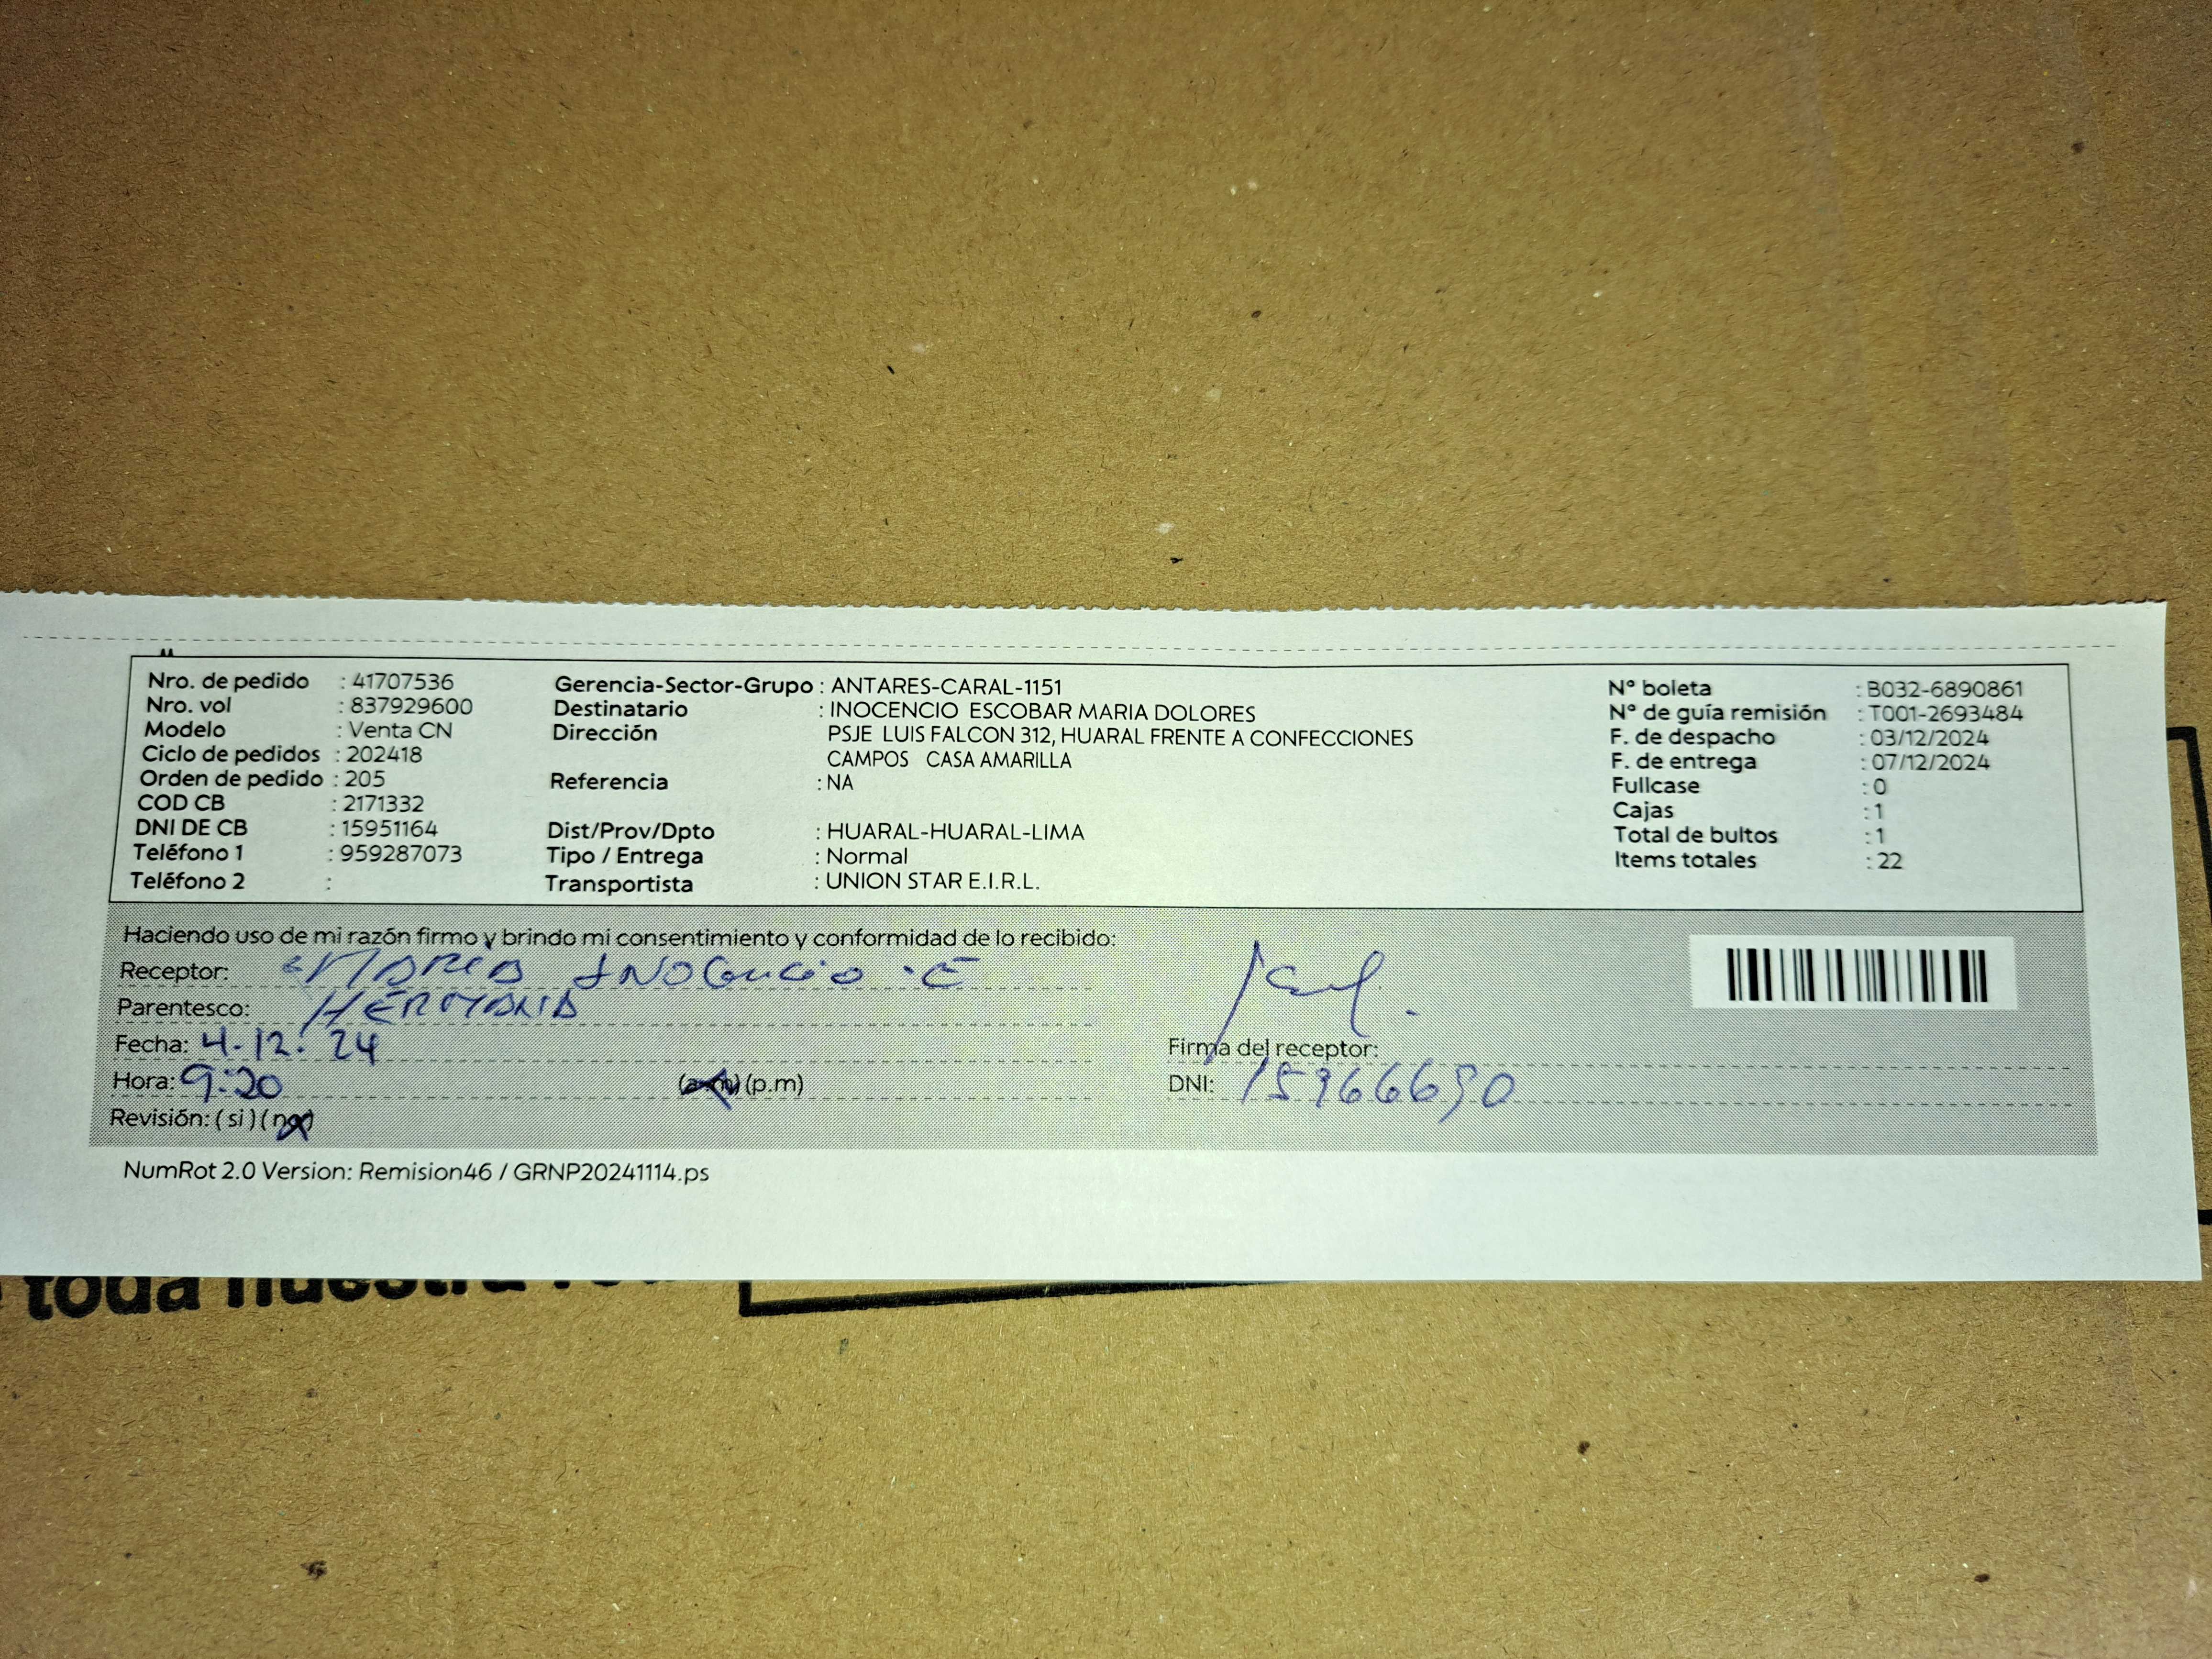 Nro. de pedido : 41707536
Nro. vol : 837929600
Modelo : Venta CN
Ciclo de pedidos : 202418
Orden de pedido : 205
COD CB : 2171332
DNI DE CB : 15951164
Teléfono 1 : 959287073
Teléfono 2 :
Gerencia-Sector-Grupo : ANTARES-CARAL-1151
Destinatario : INOCENCIO ESCOBAR MARIA DOLORES
Dirección PSJE LUIS FALCON 312, HUARAL FRENTE A CONFECCIONES
CAMPOS CASA AMARILLA
Referencia : NA
Dist/Prov/Dpto : HUARAL-HUARAL-LIMA
Tipo / Entrega : Normal
Transportista : UNION STAR E.I.R.L.
N° boleta : B032-6890861
N° de guía remisión : T001-2693484
F. de despacho : 03/12/2024
F. de entrega : 07/12/2024
Fullcase : 0
Cajas : 1
Total de bultos : 1
Items totales : 22
Haciendo uso de mi razón firmo y brindo mi consentimiento y conformidad de lo recibido:
Receptor: MARIA INOCENCIO E
Parentesco: HERMANA
Fecha: 4-12-24
Hora: 9:20 (a.m) (p.m)
Revisión: ( si ) ( no )
Firma del receptor:
DNI: 15966690
NumRot 2.0 Version: Remision46 / GRNP20241114.ps
toda nuestra